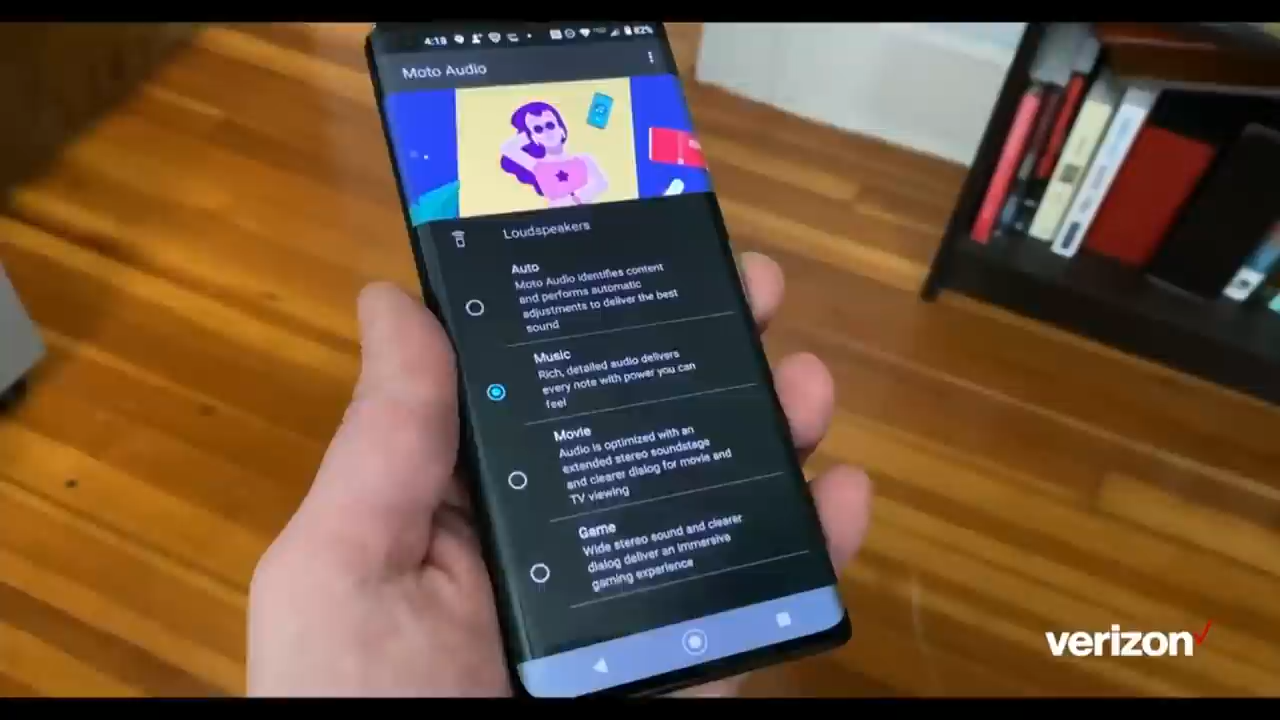 4:19
82%
Moto Audio
Loudspeakers
Auto
Moto Audio identifies content
and performs automatic
adjustments to deliver the best
sound
Music
Rich, detailed audio delivers
every note with power you can
feel
Movie
Audio is optimized with an
extended stereo soundstage
and clearer dialog for movie and
TV viewing
Game
Wide stereo sound and clearer
dialog deliver an immersive
gaming experience
verizon